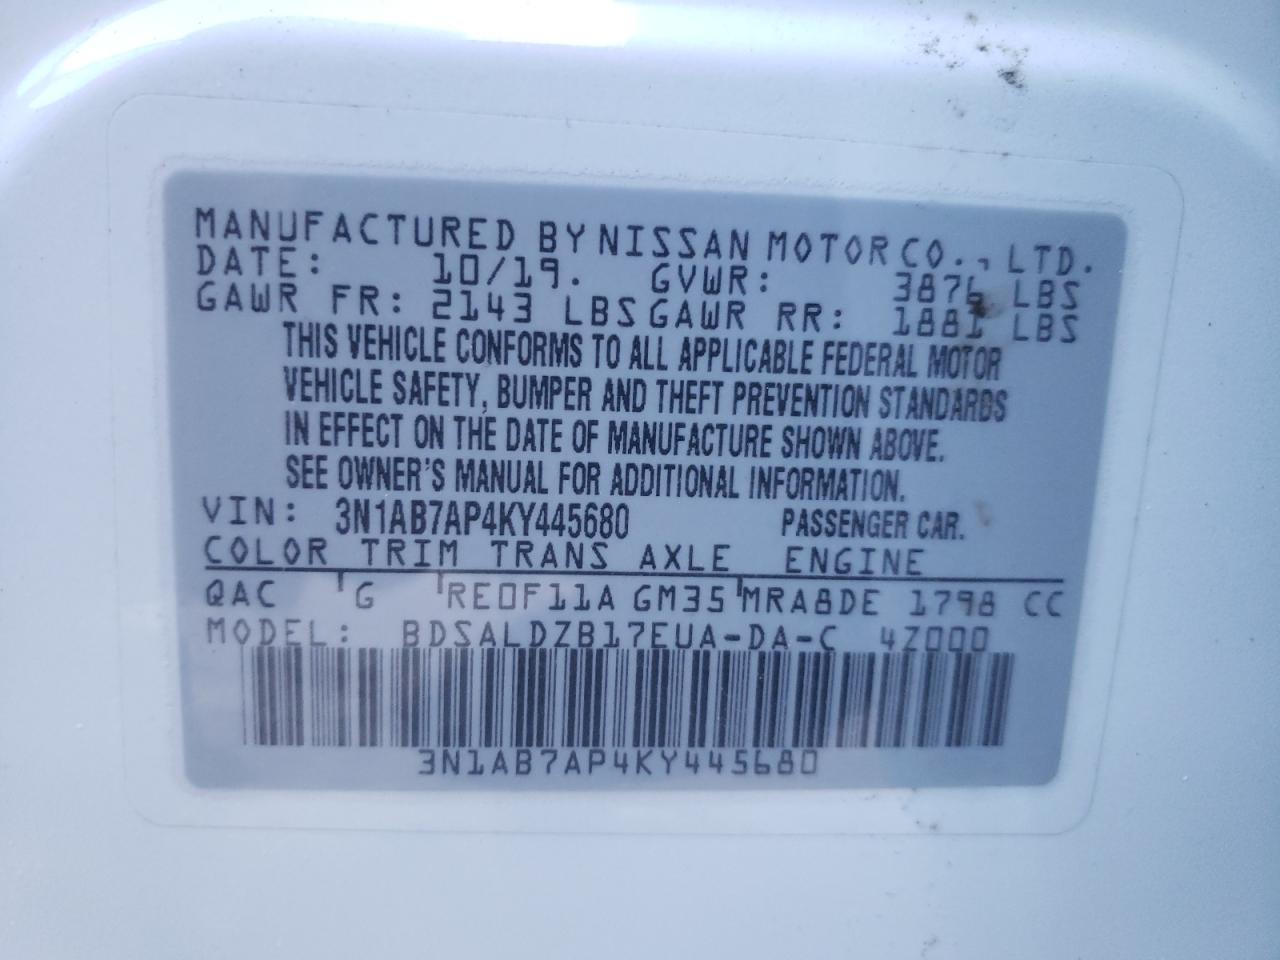 MANUFACTURED BY NISSAN MOTOR CO., LTD.
DATE: 10/19. GVWR: 3876 LBS
GAWR FR: 2143 LBS GAWR RR: 1881 LBS
THIS VEHICLE CONFORMS TO ALL APPLICABLE FEDERAL MOTOR
VEHICLE SAFETY, BUMPER AND THEFT PREVENTION STANDARDS
IN EFFECT ON THE DATE OF MANUFACTURE SHOWN ABOVE.
SEE OWNER'S MANUAL FOR ADDITIONAL INFORMATION.
VIN: 3N1AB7AP4KY445680 PASSENGER CAR.
COLOR TRIM TRANS AXLE ENGINE
QAC G RE0F11A GM35 MRA8DE 1798 CC
MODEL: BDSALDZB17EUA-DA-C 4Z000
3N1AB7AP4KY445680